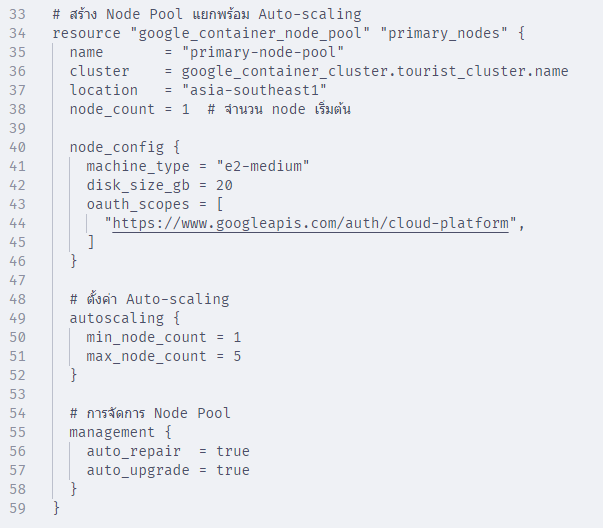 33 # สร้าง Node Pool แยกพร้อม Auto-scaling
34 resource "google_container_node_pool" "primary_nodes" {
35   name       = "primary-node-pool"
36   cluster    = google_container_cluster.tourist_cluster.name
37   location   = "asia-southeast1"
38   node_count = 1  # จำนวน node เริ่มต้น
39
40   node_config {
41     machine_type = "e2-medium"
42     disk_size_gb = 20
43     oauth_scopes = [
44       "https://www.googleapis.com/auth/cloud-platform",
45     ]
46   }
47
48   # ตั้งค่า Auto-scaling
49   autoscaling {
50     min_node_count = 1
51     max_node_count = 5
52   }
53
54   # การจัดการ Node Pool
55   management {
56     auto_repair  = true
57     auto_upgrade = true
58   }
59 }